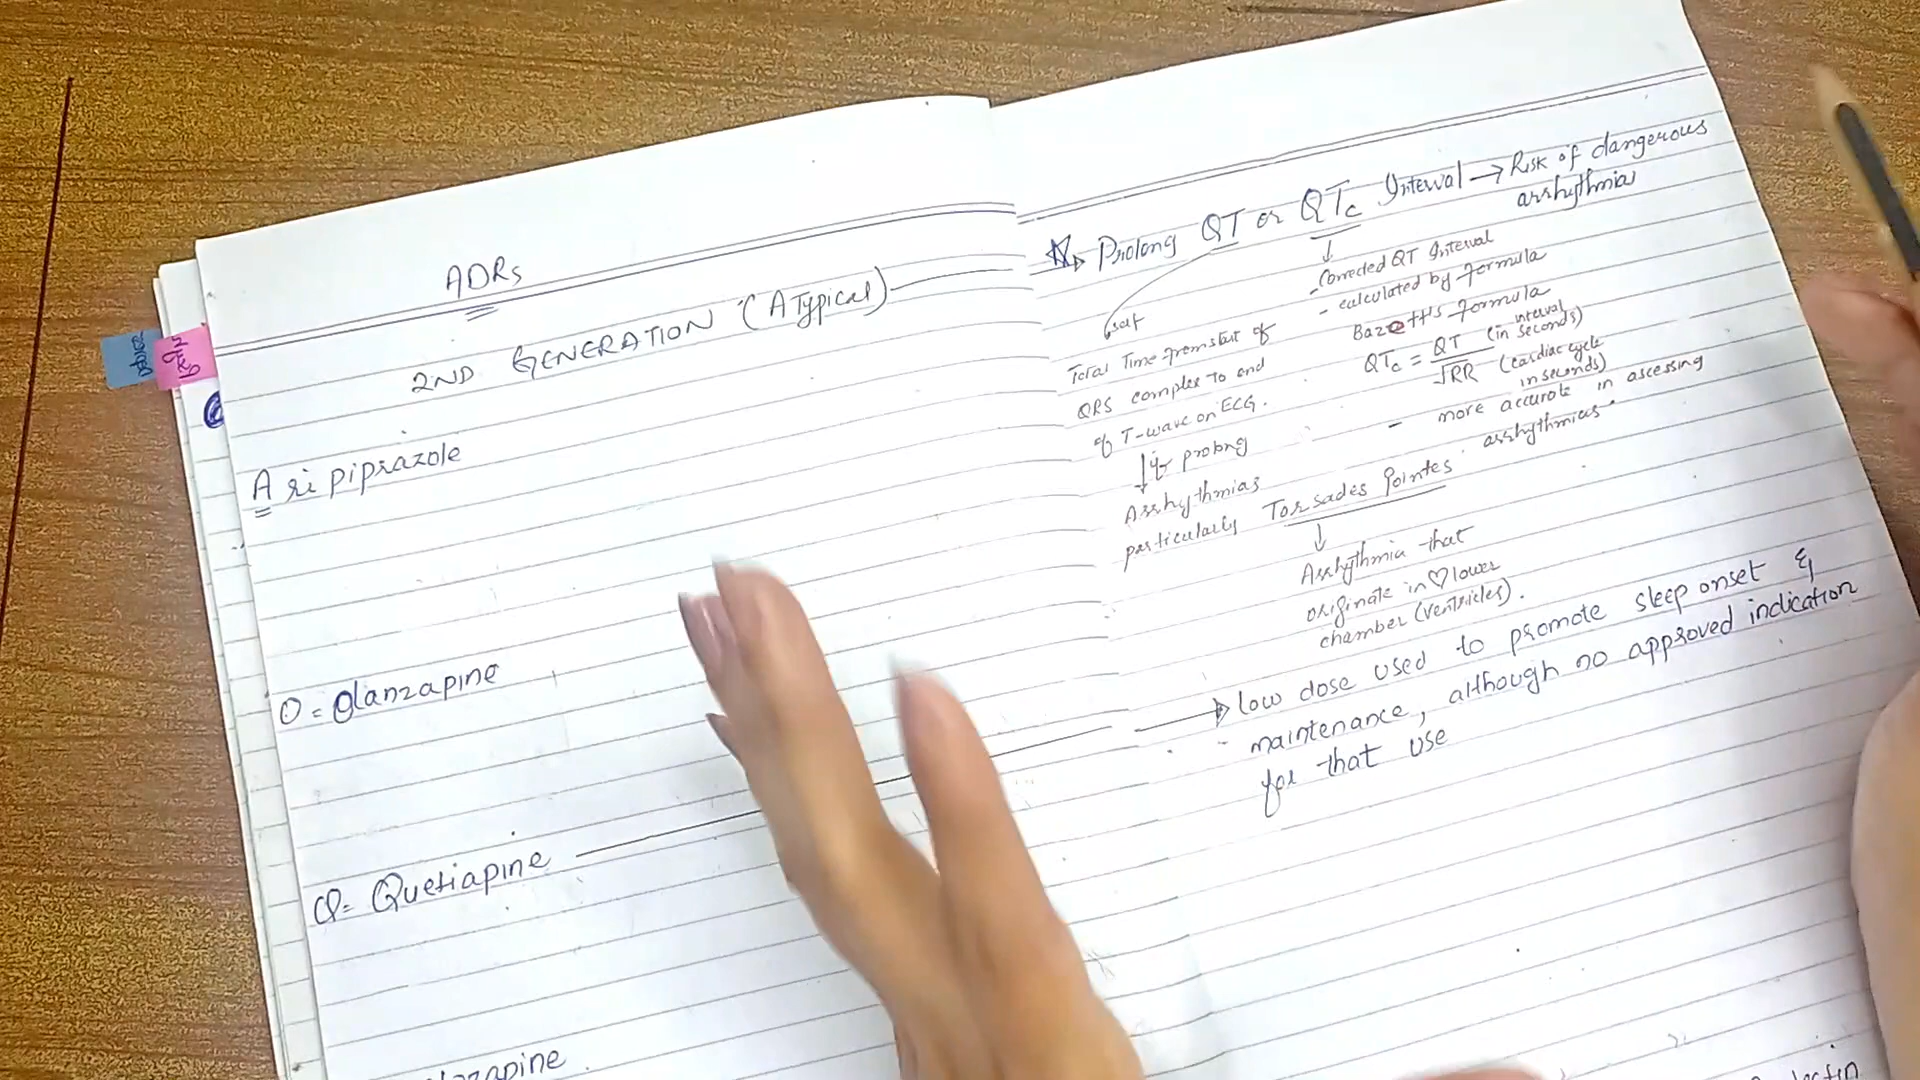 ADRs
2ND GENERATION (ATypical)
Aripiprazole
O = Olanzapine
Q = Quetiapine
Prolong QT or QTc Interval → Risk of dangerous
arrhythmia
Total Time from start of
QRS complex to end
of T-wave on ECG.
↓ if prolong
Arrhythmias
particularly Torsades Pointes
↓
- Corrected QT Interval
- calculated by formula
Bazett's formula
QTc = QT (in seconds) interval
√RR (cardiac cycle
in seconds)
- more accurate in ascessing
arrhythmias.
↓
Arrhythmia that
originate in ♡ lower
chamber (ventricles).
→ low dose used to promote sleep onset &
maintenance, although no approved indication
for that use